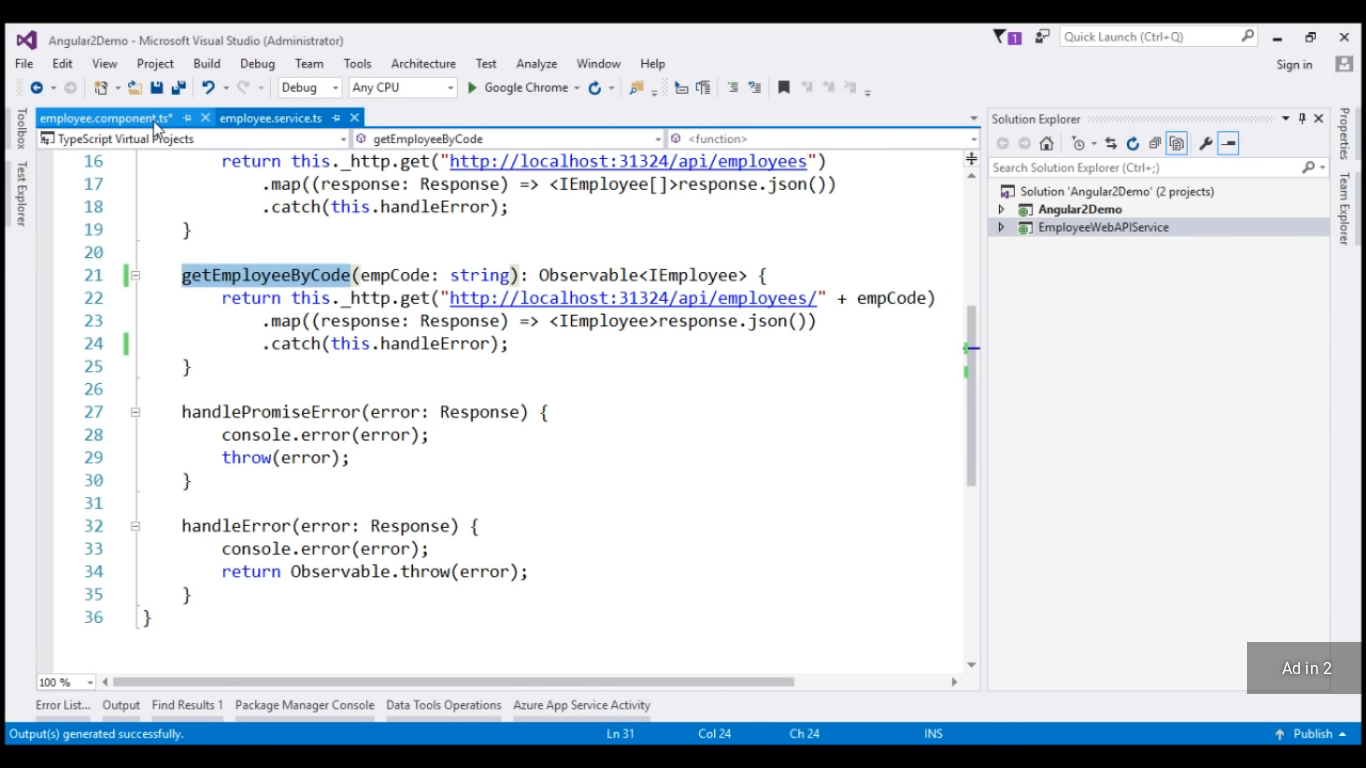 Angular2Demo - Microsoft Visual Studio (Administrator)
1
Quick Launch (Ctrl+Q)
File Edit View Project Build Debug Team Tools Architecture Test Analyze Window Help
Sign in
Debug Any CPU Google Chrome
employee.component.ts* employee.service.ts
TypeScript Virtual Projects getEmployeeByCode <function>
Toolbox
Test Explorer
16 return this._http.get("http://localhost:31324/api/employees")
17 .map((response: Response) => <IEmployee[]>response.json())
18 .catch(this.handleError);
19 }
20
21 getEmployeeByCode(empCode: string): Observable<IEmployee> {
22 return this._http.get("http://localhost:31324/api/employees/" + empCode)
23 .map((response: Response) => <IEmployee>response.json())
24 .catch(this.handleError);
25 }
26
27 handlePromiseError(error: Response) {
28 console.error(error);
29 throw(error);
30 }
31
32 handleError(error: Response) {
33 console.error(error);
34 return Observable.throw(error);
35 }
36 }
100 %
Solution Explorer
Search Solution Explorer (Ctrl+;)
Solution 'Angular2Demo' (2 projects)
Angular2Demo
EmployeeWebAPIService
Properties
Team Explorer
Ad in 2
Error List... Output Find Results 1 Package Manager Console Data Tools Operations Azure App Service Activity
Output(s) generated successfully. Ln 31 Col 24 Ch 24 INS Publish